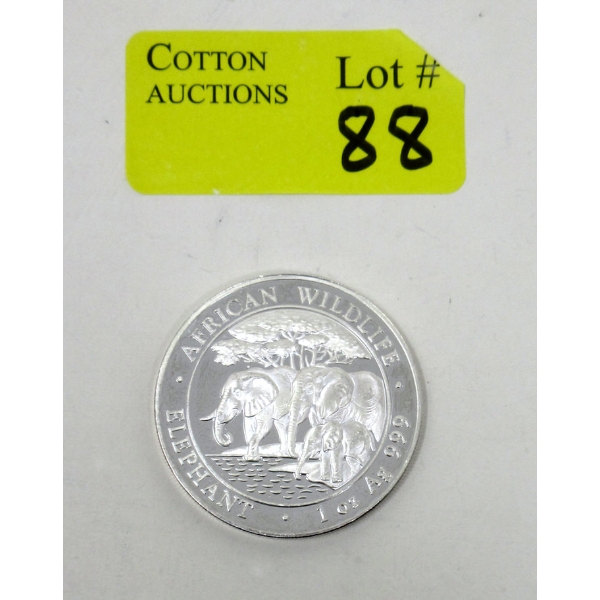 COTTON
AUCTIONS
Lot #
88
AFRICAN WILDLIFE
ELEPHANT · 1 oz Ag 999